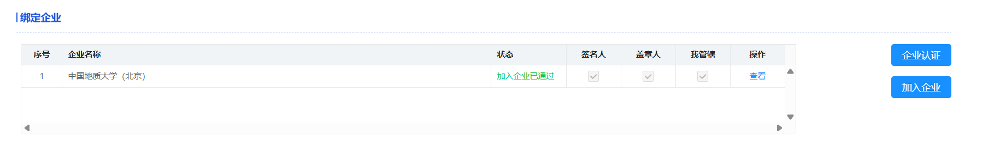 绑定企业
序号 企业名称 状态 签名人 盖章人 我管辖 操作
1 中国地质大学（北京） 加入企业已通过 查看
企业认证
加入企业